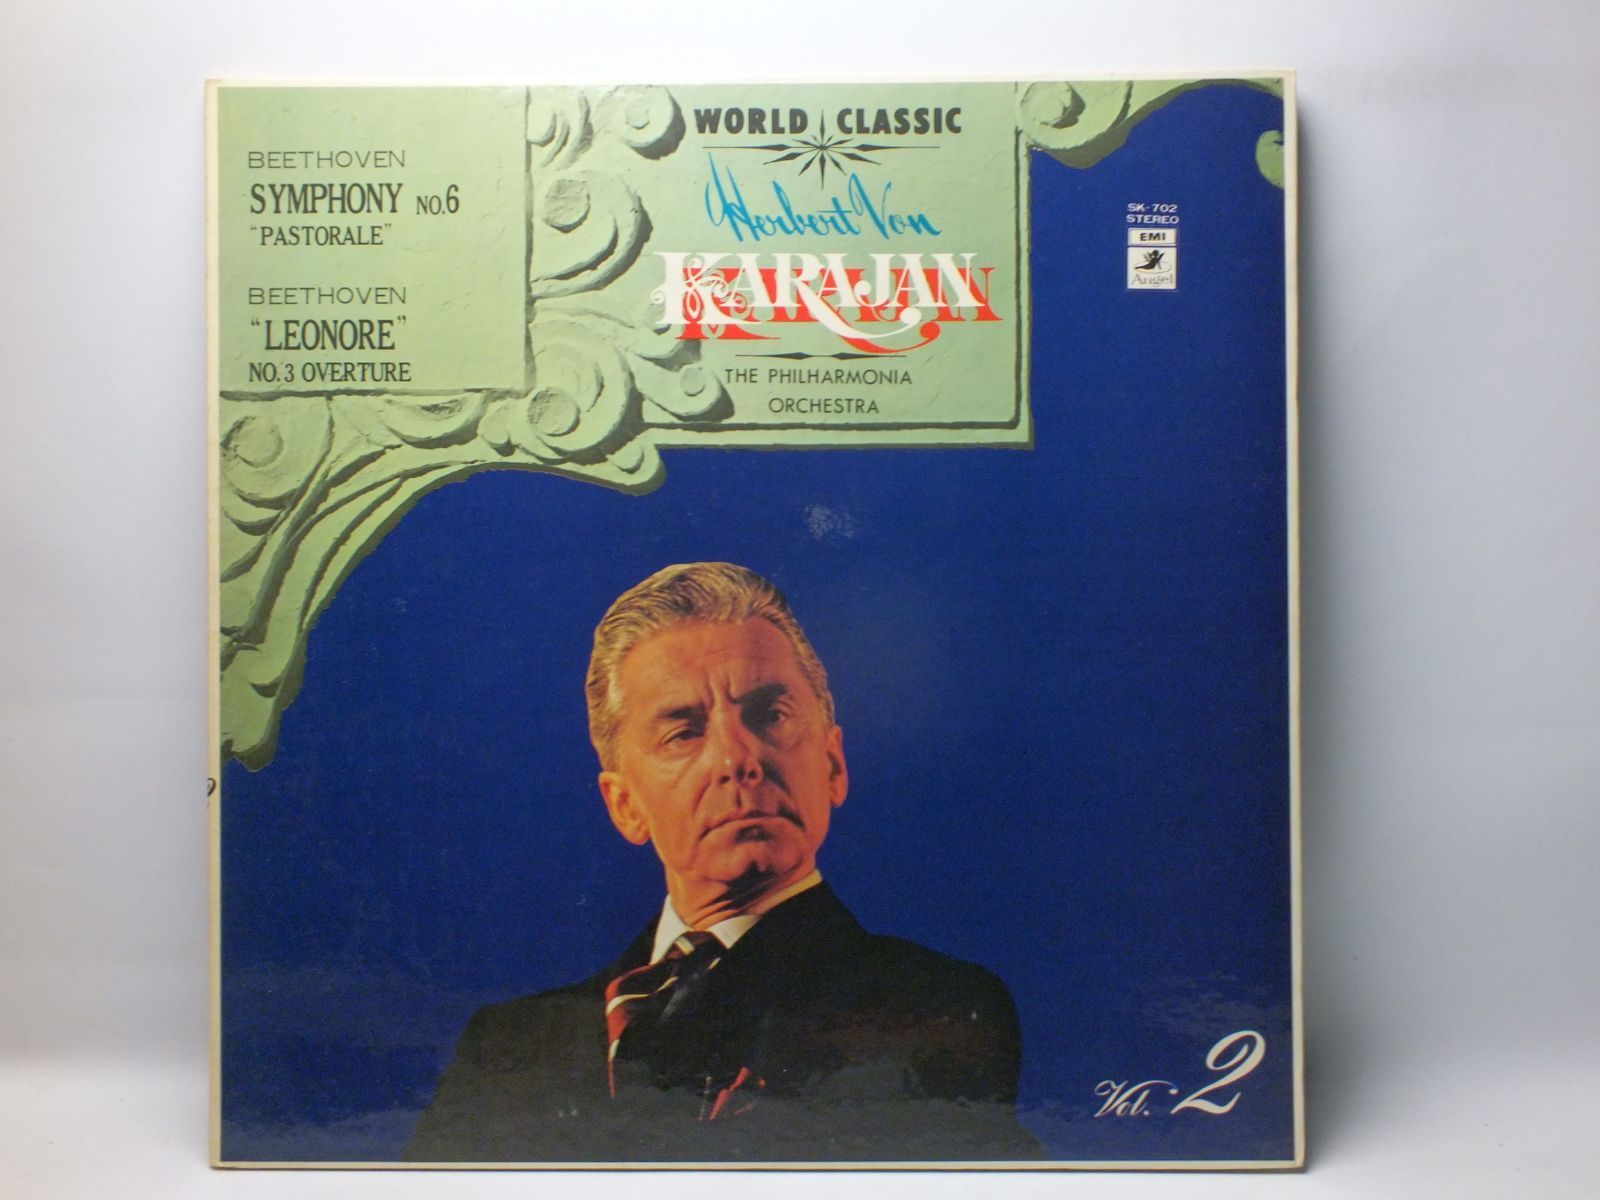 BEETHOVEN
SYMPHONY NO.6
"PASTORALE"
BEETHOVEN
"LEONORE"
NO.3 OVERTURE
WORLD CLASSIC
Herbert Von
KARAJAN
THE PHILHARMONIA
ORCHESTRA
SK-702
STEREO
EMI
Angel
Vol. 2